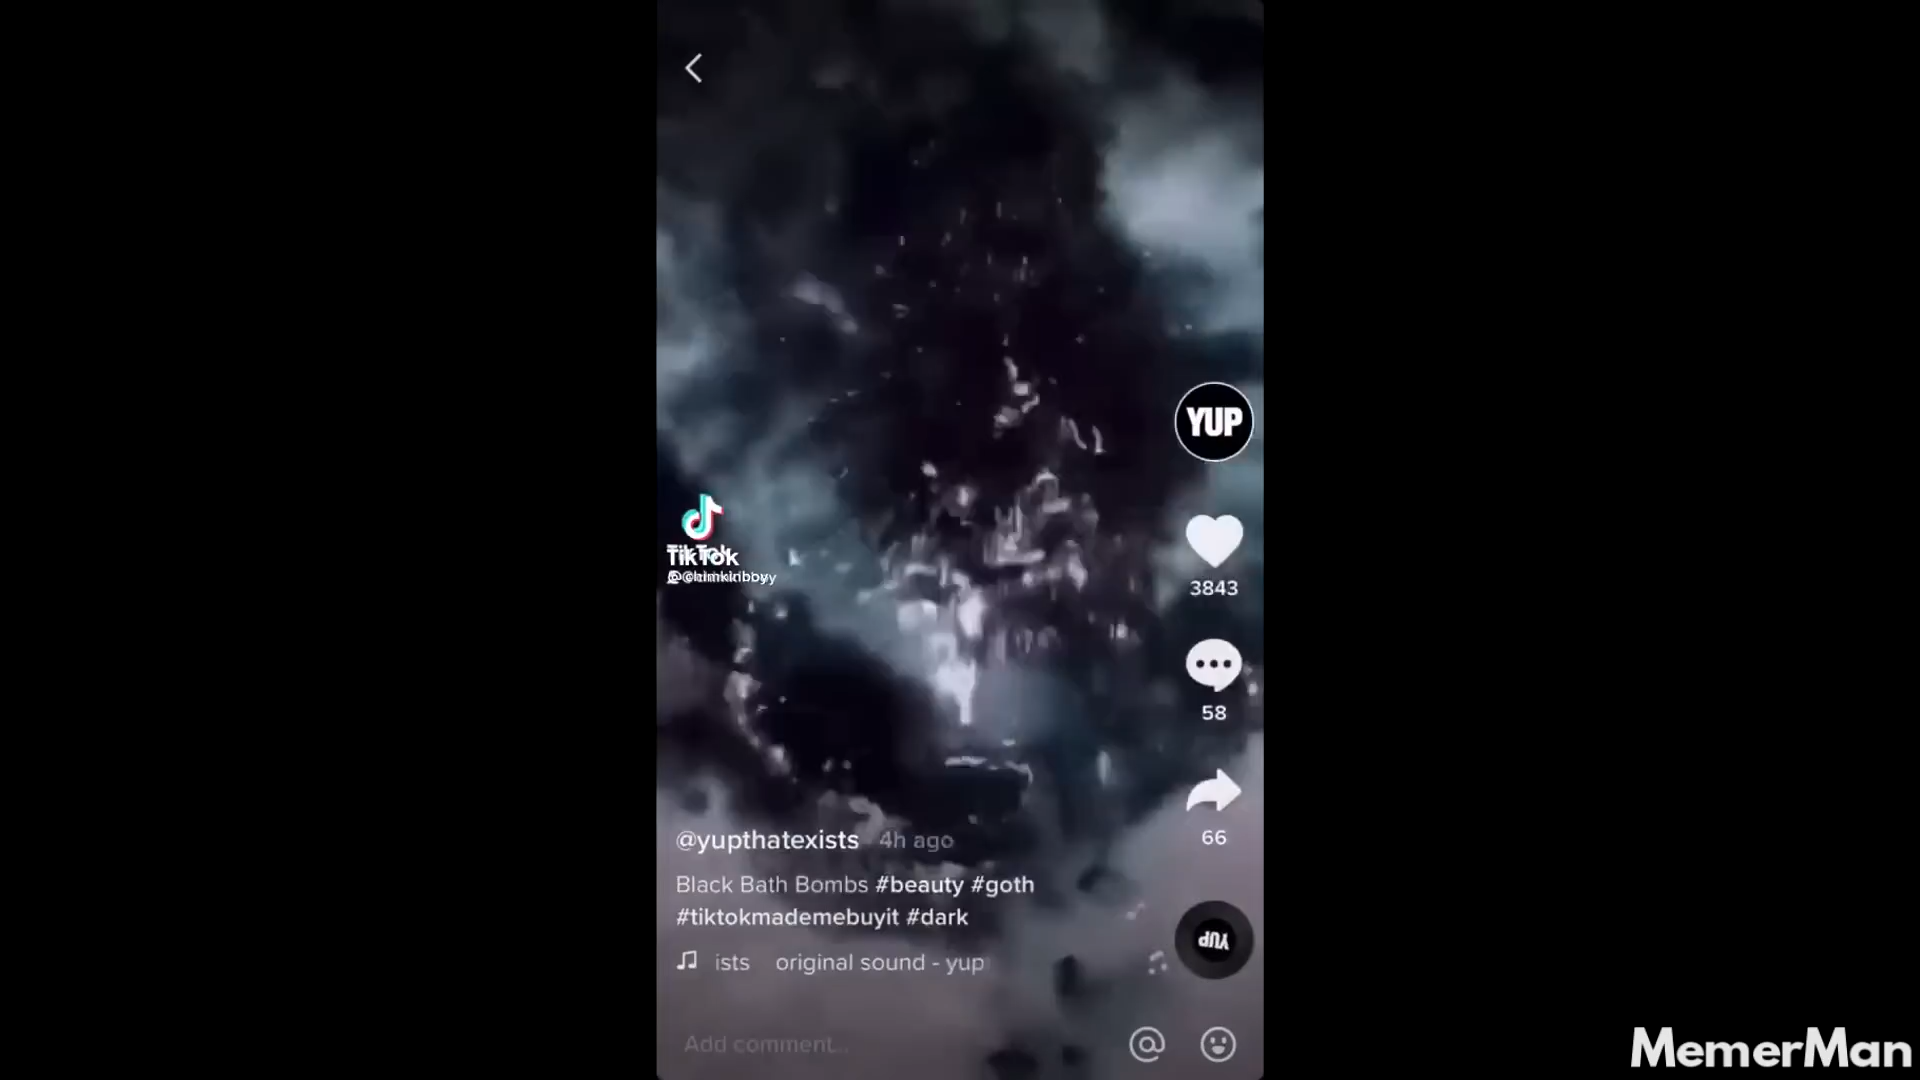 YUP
TikTok
3843
58
66
@yupthatexists 4h ago
Black Bath Bombs #beauty #goth
#tiktokmademebuyit #dark
YUP
ists original sound - yup
Add comment...
MemerMan